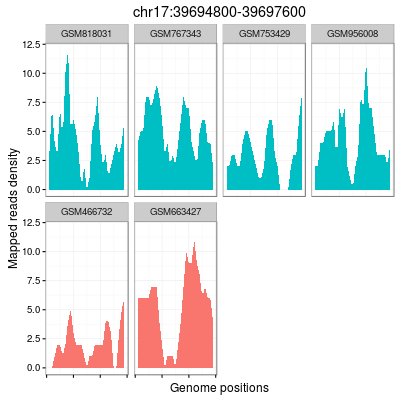 chr17:39694800-39697600
GSM818031 GSM767343 GSM753429 GSM956008
12.5
10.0
7.5
5.0
2.5
0.0
GSM466732 GSM663427
12.5
10.0
7.5
5.0
2.5
0.0
Mapped reads density
Genome positions